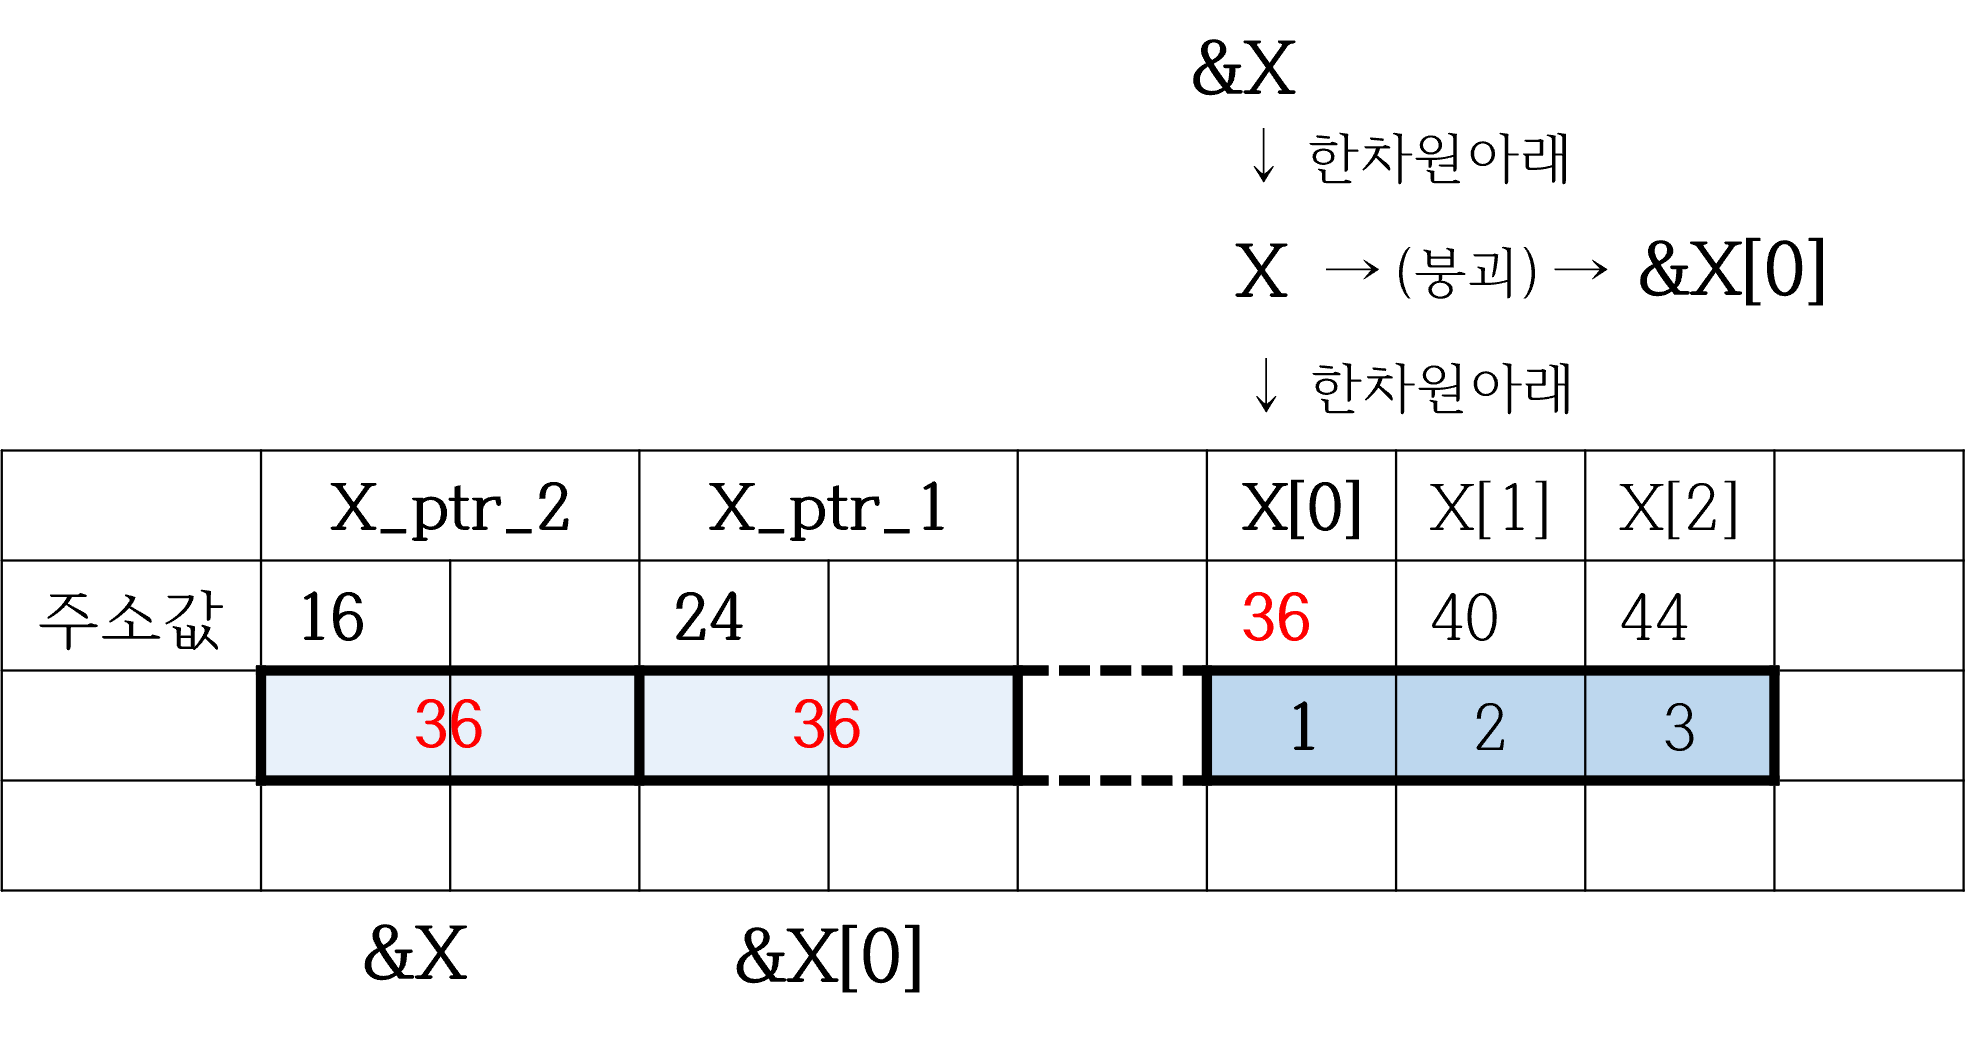 &X
↓ 한차원아래
X → (붕괴) → &X[0]
↓ 한차원아래
X_ptr_2 X_ptr_1 X[0] X[1] X[2]
주소값 16 24 36 40 44
36 36 1 2 3
&X &X[0]